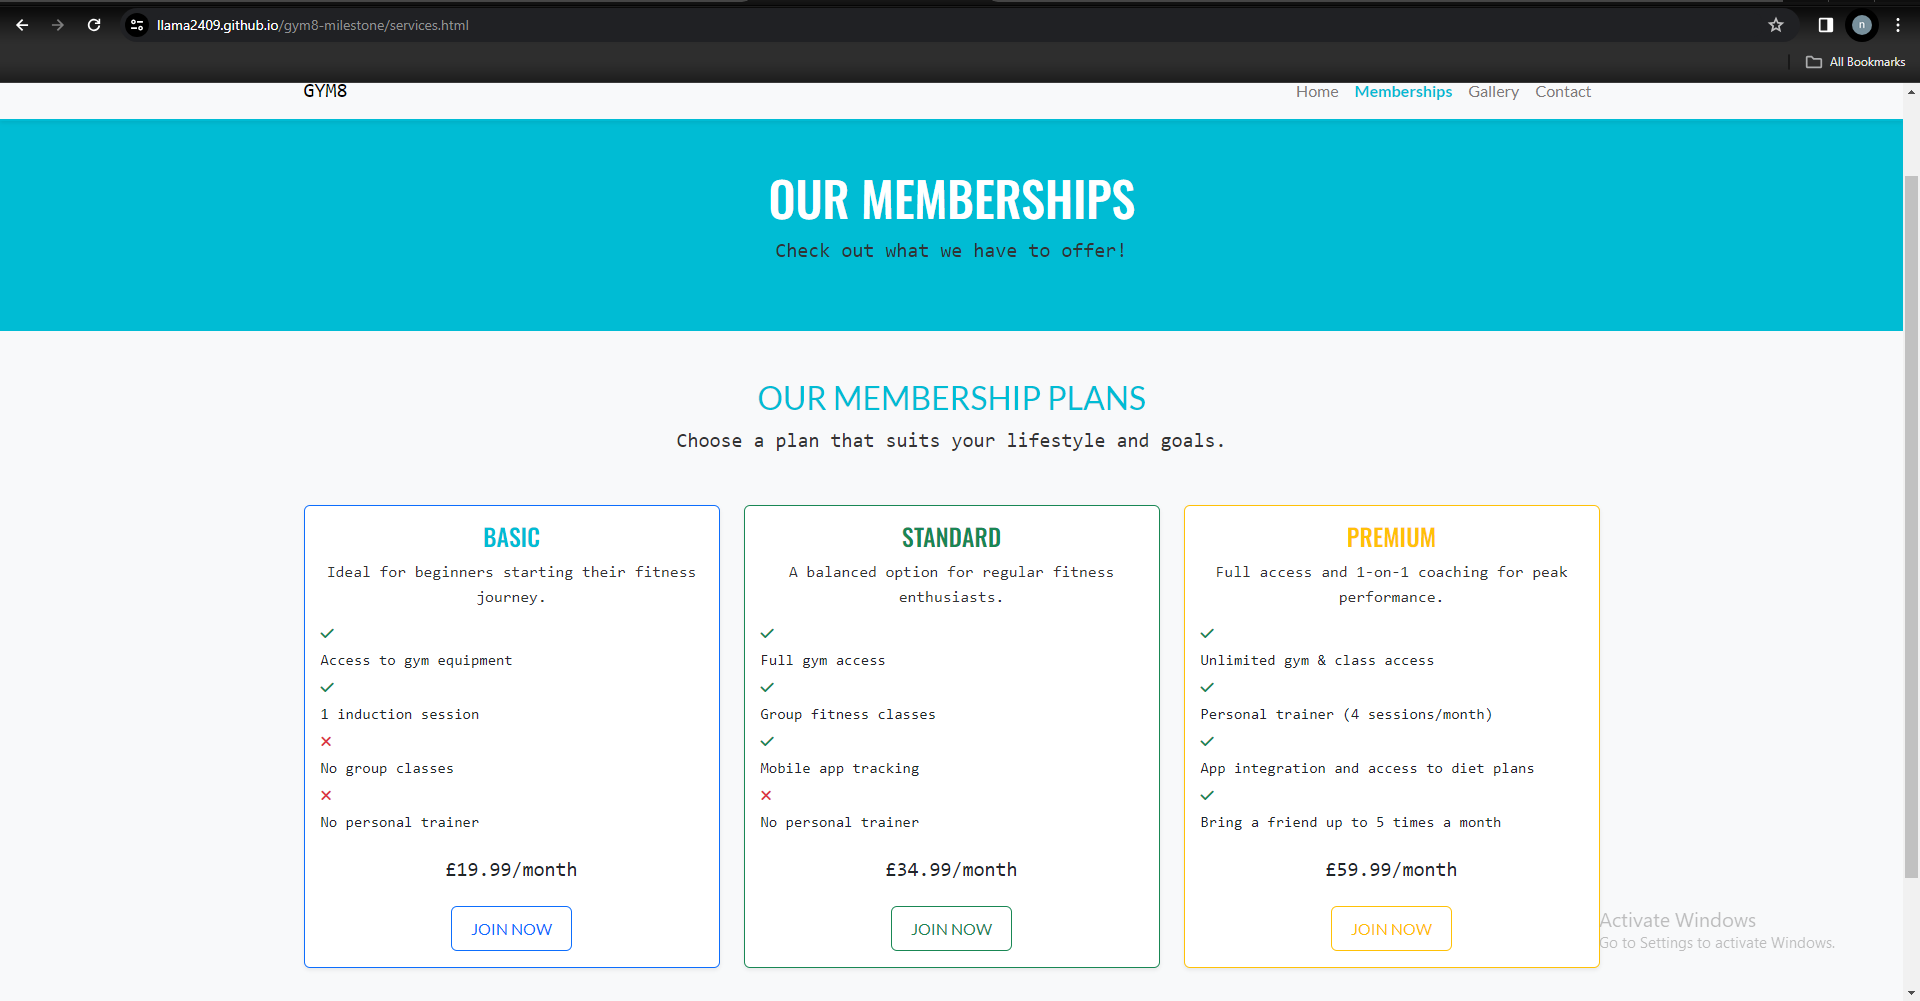 llama2409.github.io/gym8-milestone/services.html
n
All Bookmarks
GYM8
Home Memberships Gallery Contact
OUR MEMBERSHIPS
Check out what we have to offer!
OUR MEMBERSHIP PLANS
Choose a plan that suits your lifestyle and goals.
BASIC
Ideal for beginners starting their fitness
journey.
Access to gym equipment
1 induction session
No group classes
No personal trainer
£19.99/month
JOIN NOW
STANDARD
A balanced option for regular fitness
enthusiasts.
Full gym access
Group fitness classes
Mobile app tracking
No personal trainer
£34.99/month
JOIN NOW
PREMIUM
Full access and 1-on-1 coaching for peak
performance.
Unlimited gym & class access
Personal trainer (4 sessions/month)
App integration and access to diet plans
Bring a friend up to 5 times a month
£59.99/month
JOIN NOW
Activate Windows
Go to Settings to activate Windows.